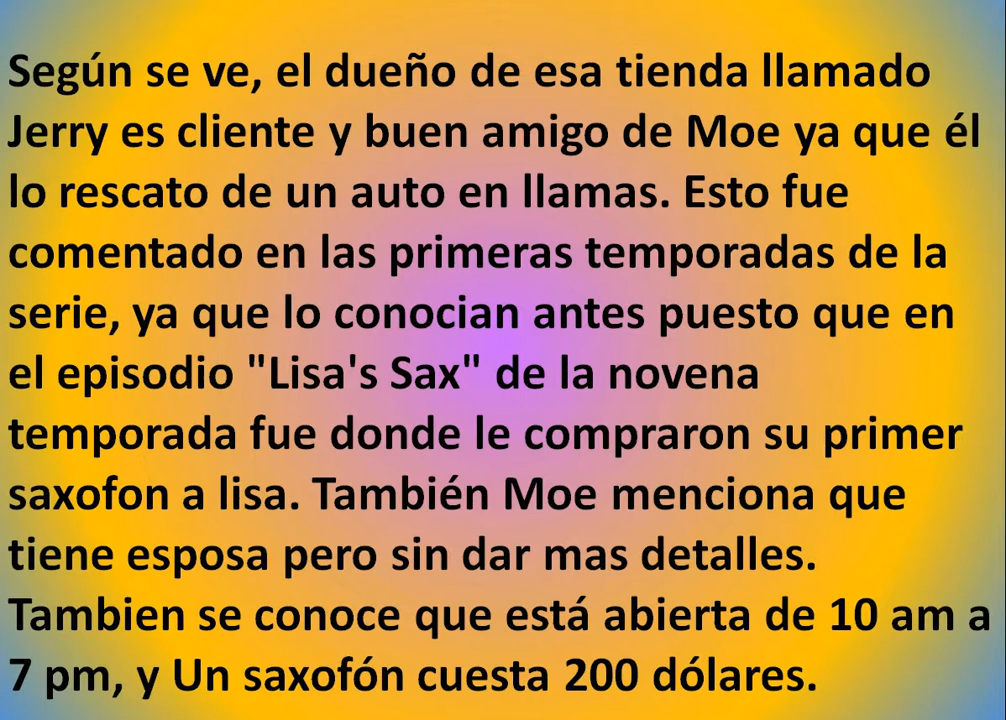 Según se ve, el dueño de esa tienda llamado
Jerry es cliente y buen amigo de Moe ya que él
lo rescato de un auto en llamas. Esto fue
comentado en las primeras temporadas de la
serie, ya que lo conocian antes puesto que en
el episodio "Lisa's Sax" de la novena
temporada fue donde le compraron su primer
saxofon a lisa. También Moe menciona que
tiene esposa pero sin dar mas detalles.
Tambien se conoce que está abierta de 10 am a
7 pm, y Un saxofón cuesta 200 dólares.